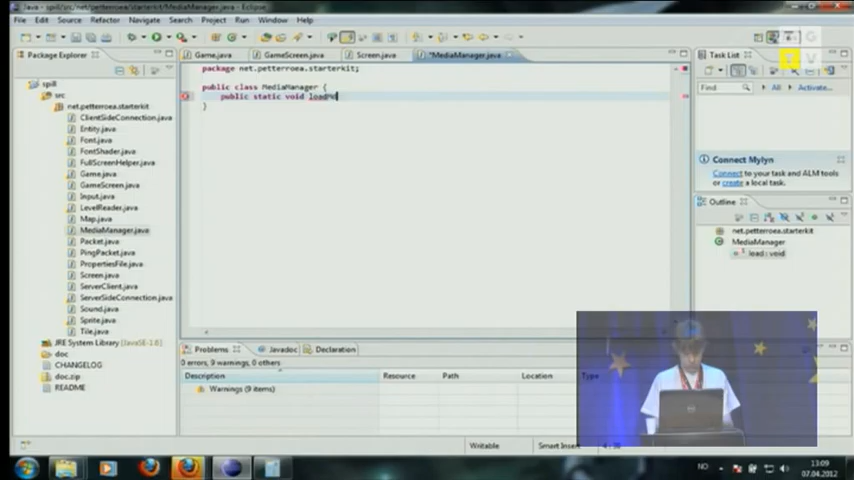 Java - spill/src/net/petterroea/starterkit/MediaManager.java - Eclipse
File Edit Source Refactor Navigate Search Project Run Window Help
Package Explorer
Game.java
GameScreen.java
Screen.java
*MediaManager.java
Task List
spill
src
net.petterroea.starterkit
ClientSideConnection.java
Entity.java
Font.java
FontShader.java
FullScreenHelper.java
Game.java
GameScreen.java
Input.java
LevelReader.java
Map.java
MediaManager.java
Packet.java
PingPacket.java
PropertiesFile.java
Screen.java
ServerClient.java
ServerSideConnection.java
Sound.java
Sprite.java
Tile.java
JRE System Library [JavaSE-1.6]
doc
CHANGELOG
doc.zip
README
package net.petterroea.starterkit;
public class MediaManager {
public static void loadMe
}
Find
All
Activate...
Connect Mylyn
Connect to your task and ALM tools
or create a local task.
Outline
net.petterroea.starterkit
MediaManager
load : void
Problems
Javadoc
Declaration
0 errors, 9 warnings, 0 others
Description Resource Path Location Type
Warnings (9 items)
Writable
Smart Insert
NO
13:09
07.04.2012